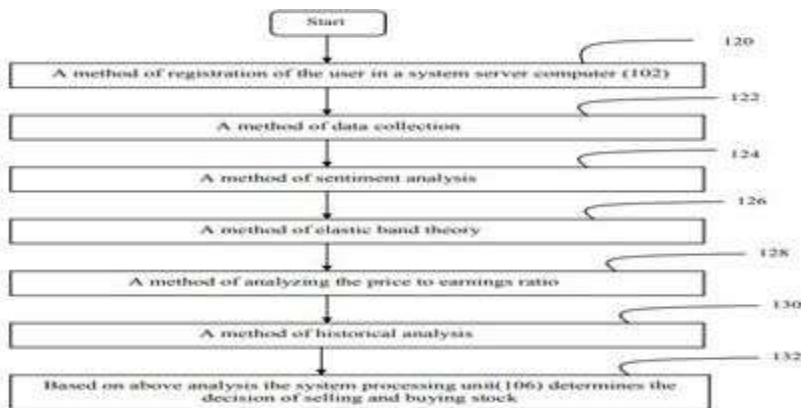 Start
120
A method of registration of the user in a system server computer (102)
122
A method of data collection
124
A method of sentiment analysis
126
A method of elastic band theory
128
A method of analyzing the price to earnings ratio
130
A method of historical analysis
132
Based on above analysis the system processing unit(106) determines the
decision of selling and buying stock